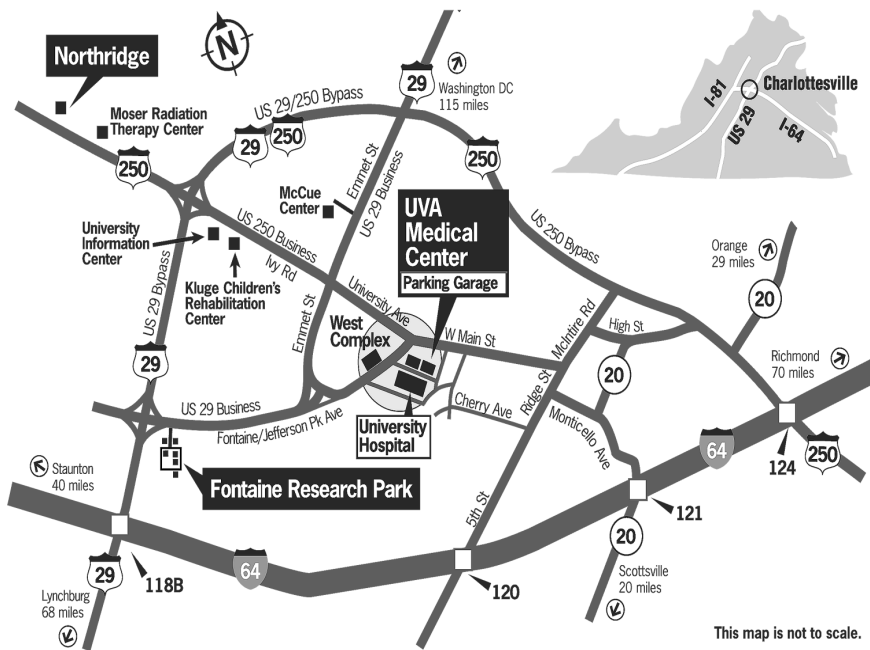 Northridge
N
29
Washington DC
115 miles
I-81
Charlottesville
US 29
I-64
Moser Radiation
Therapy Center
US 29/250 Bypass
29
250
250
250
Emmet St
US 29 Business
McCue
Center
UVA
Medical
Center
Parking Garage
US 250 Bypass
Orange
29 miles
20
University
Information
Center
US 250 Business
Ivy Rd
Kluge Children's
Rehabilitation
Center
US 29 Bypass
University Ave
West
Complex
W Main St
McIntire Rd
High St
Richmond
70 miles
29
Emmet St
Ridge St
20
US 29 Business
Fontaine/Jefferson Pk Ave
Cherry Ave
Monticello Ave
University
Hospital
64
124
250
Staunton
40 miles
Fontaine Research Park
5th St
121
20
118B
64
120
29
Lynchburg
68 miles
Scottsville
20 miles
This map is not to scale.